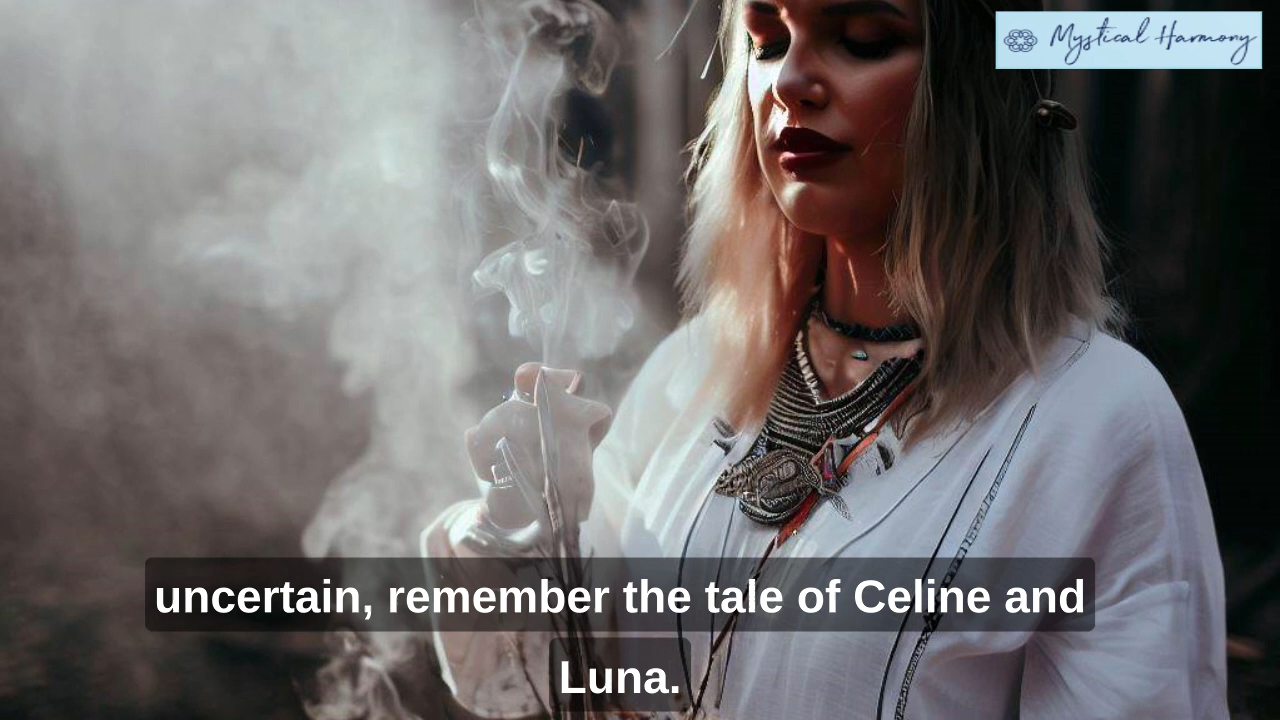 Mystical Harmony
uncertain, remember the tale of Celine and
Luna.